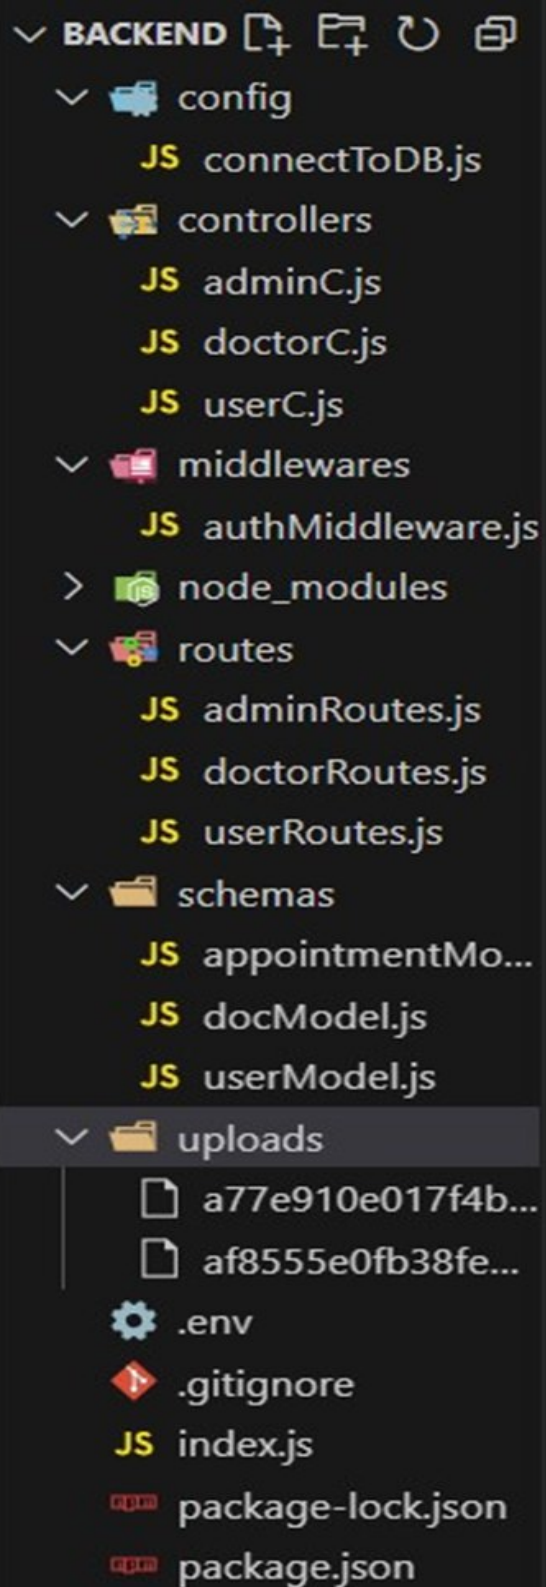 BACKEND
config
JS connectToDB.js
controllers
JS adminC.js
JS doctorC.js
JS userC.js
middlewares
JS authMiddleware.js
node_modules
routes
JS adminRoutes.js
JS doctorRoutes.js
JS userRoutes.js
schemas
JS appointmentMo...
JS docModel.js
JS userModel.js
uploads
a77e910e017f4b...
af8555e0fb38fe...
.env
.gitignore
JS index.js
package-lock.json
package.json